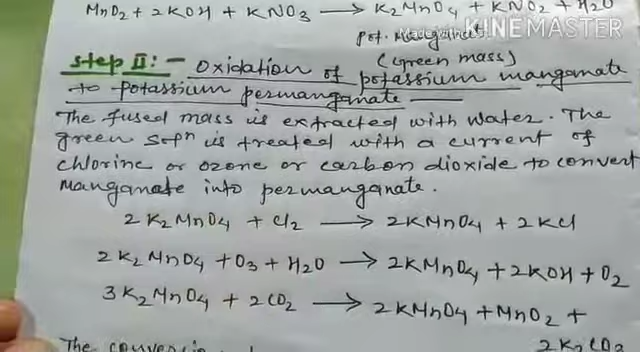 MnO2 + 2KOH + KNO3 → K2MnO4 + KNO2 + H2O
Pot. Manganate
(Green mass)
Made with KINEMASTER
Step II:- Oxidation of potassium manganate
to potassium permanganate
The fused mass is extracted with water. The
green soln is treated with a current of
chlorine or ozone or carbon dioxide to convert
manganate into permanganate.
2K2MnO4 + Cl2 → 2KMnO4 + 2KCl
2K2MnO4 + O3 + H2O → 2KMnO4 + 2KOH + O2
3K2MnO4 + 2CO2 → 2KMnO4 + MnO2 +
2K2CO3
The